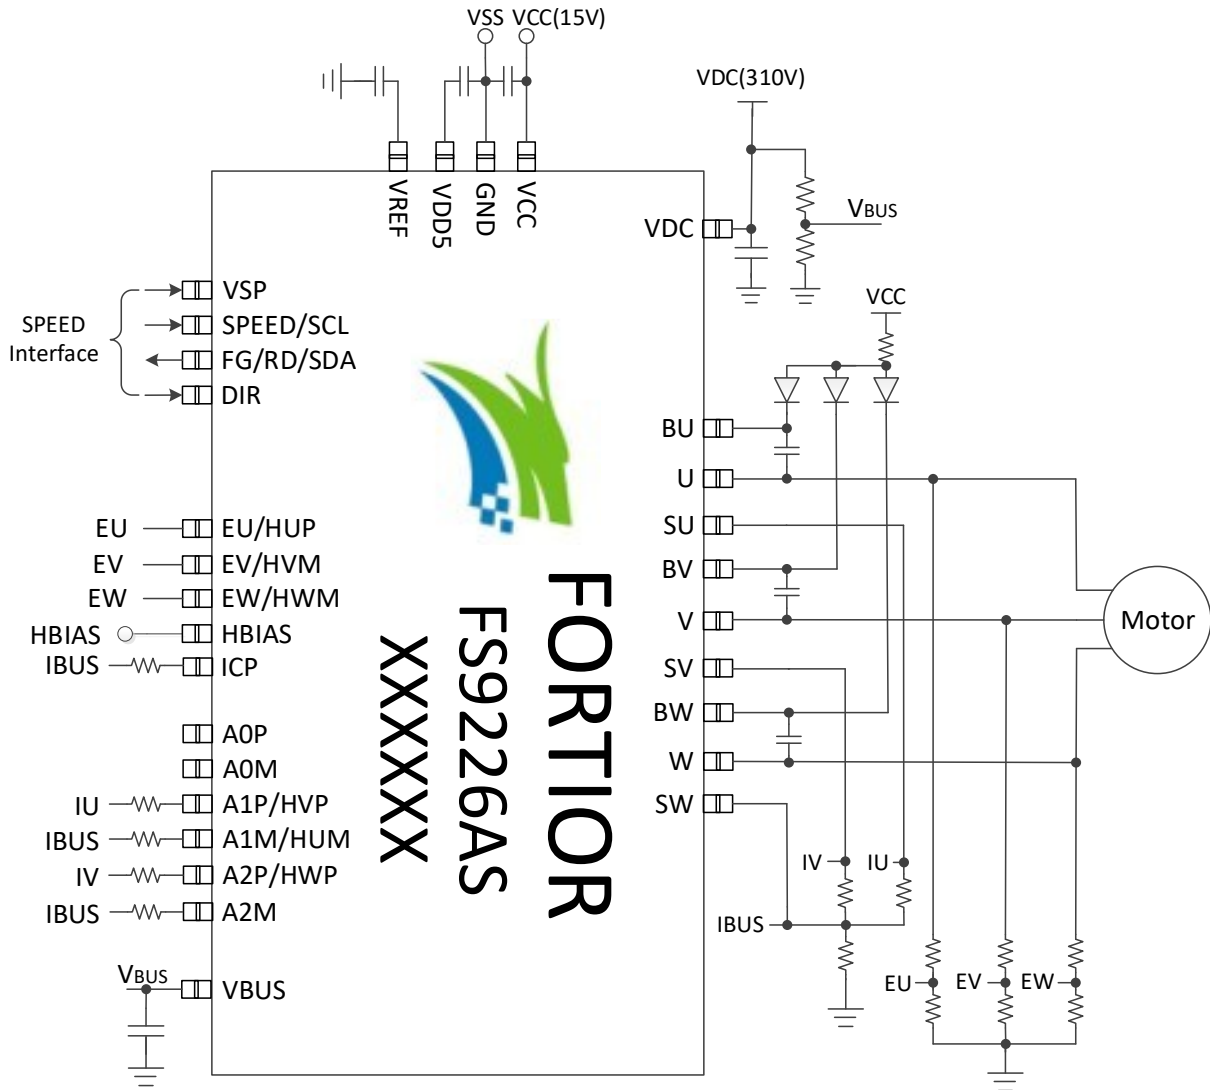 VSS VCC(15V)
VDC(310V)
VREF
VDD5
GND
VCC
VDC
VBUS
VCC
SPEED
Interface
VSP
SPEED/SCL
FG/RD/SDA
DIR
EU EU/HUP
EV EV/HVM
EW EW/HWM
HBIAS HBIAS
IBUS ICP
A0P
A0M
IU A1P/HVP
IBUS A1M/HUM
IV A2P/HWP
IBUS A2M
VBUS VBUS
FORTIOR
FS9226AS
XXXXXXX
BU
U
SU
BV
V
SV
BW
W
SW
Motor
IV IU
IBUS
EU EV EW